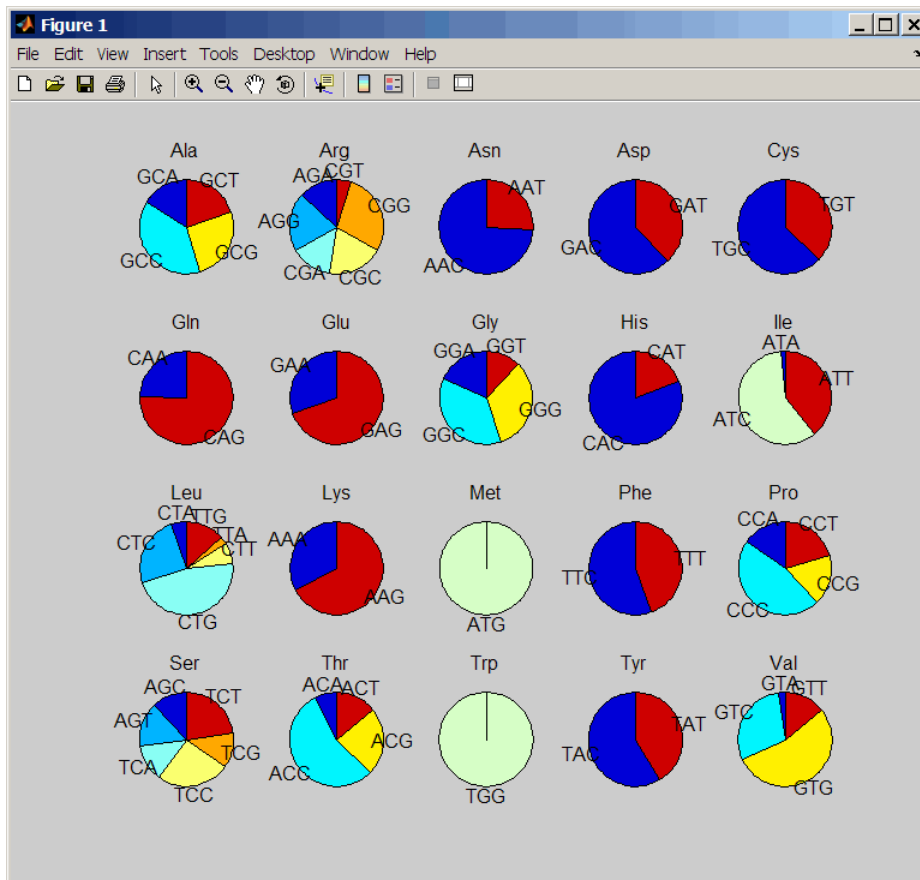 Figure 1
File Edit View Insert Tools Desktop Window Help
Ala Arg Asn Asp Cys
GCA GCT GCC GCG
AGA CGT AGG CGG CGA CGC
AAT AAC
GAT GAC
TGT TGC
Gln Glu Gly His Ile
CAA CAG
GAA GAG
GGA GGT GGC GGG
CAT CAC
ATA ATT ATC
Leu Lys Met Phe Pro
CTA TTG TTA CTC CTT CTG
AAA AAG
ATG
TTT TTC
CCA CCT CCC CCG
Ser Thr Trp Tyr Val
AGC TCT AGT TCG TCA TCC
ACA ACT ACC ACG
TGG
TAT TAC
GTA GTT GTC GTG